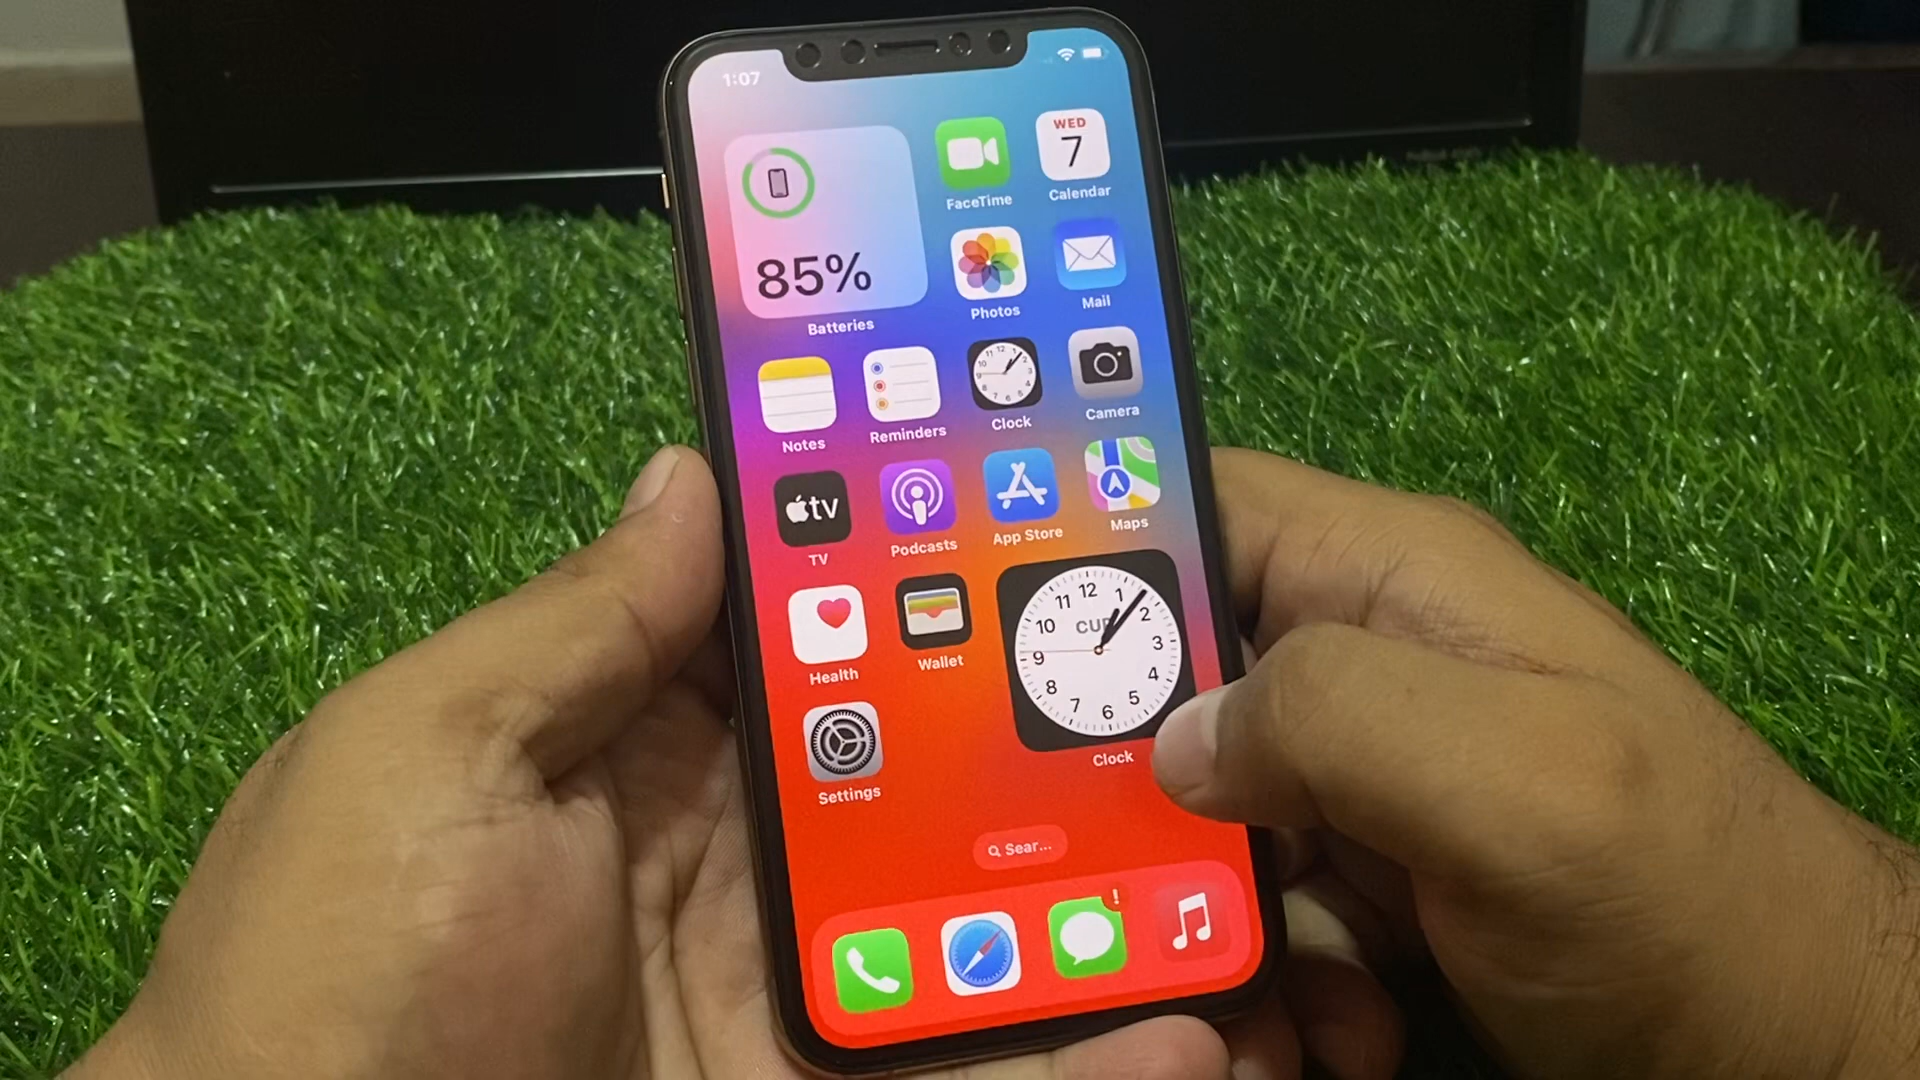 1:07
WED
7
FaceTime
Calendar
85%
Batteries
Photos
Mail
Notes
Reminders
Clock
Camera
tv
TV
Podcasts
App Store
Maps
Health
Wallet
CUP
12
1
2
3
4
5
6
7
8
9
10
11
Clock
Settings
Sear...
!